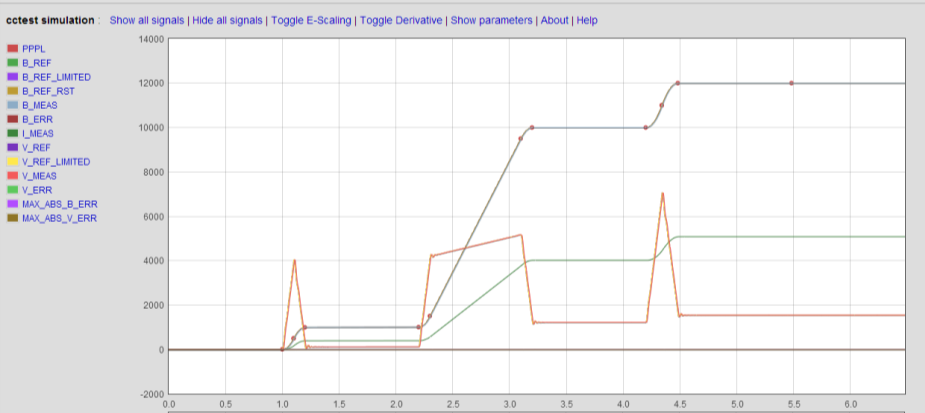 cctest simulation : Show all signals | Hide all signals | Toggle E-Scaling | Toggle Derivative | Show parameters | About | Help
PPPL
B_REF
B_REF_LIMITED
B_REF_RST
B_MEAS
B_ERR
I_MEAS
V_REF
V_REF_LIMITED
V_MEAS
V_ERR
MAX_ABS_B_ERR
MAX_ABS_V_ERR
14000
12000
10000
8000
6000
4000
2000
0
-2000
0.0 0.5 1.0 1.5 2.0 2.5 3.0 3.5 4.0 4.5 5.0 5.5 6.0